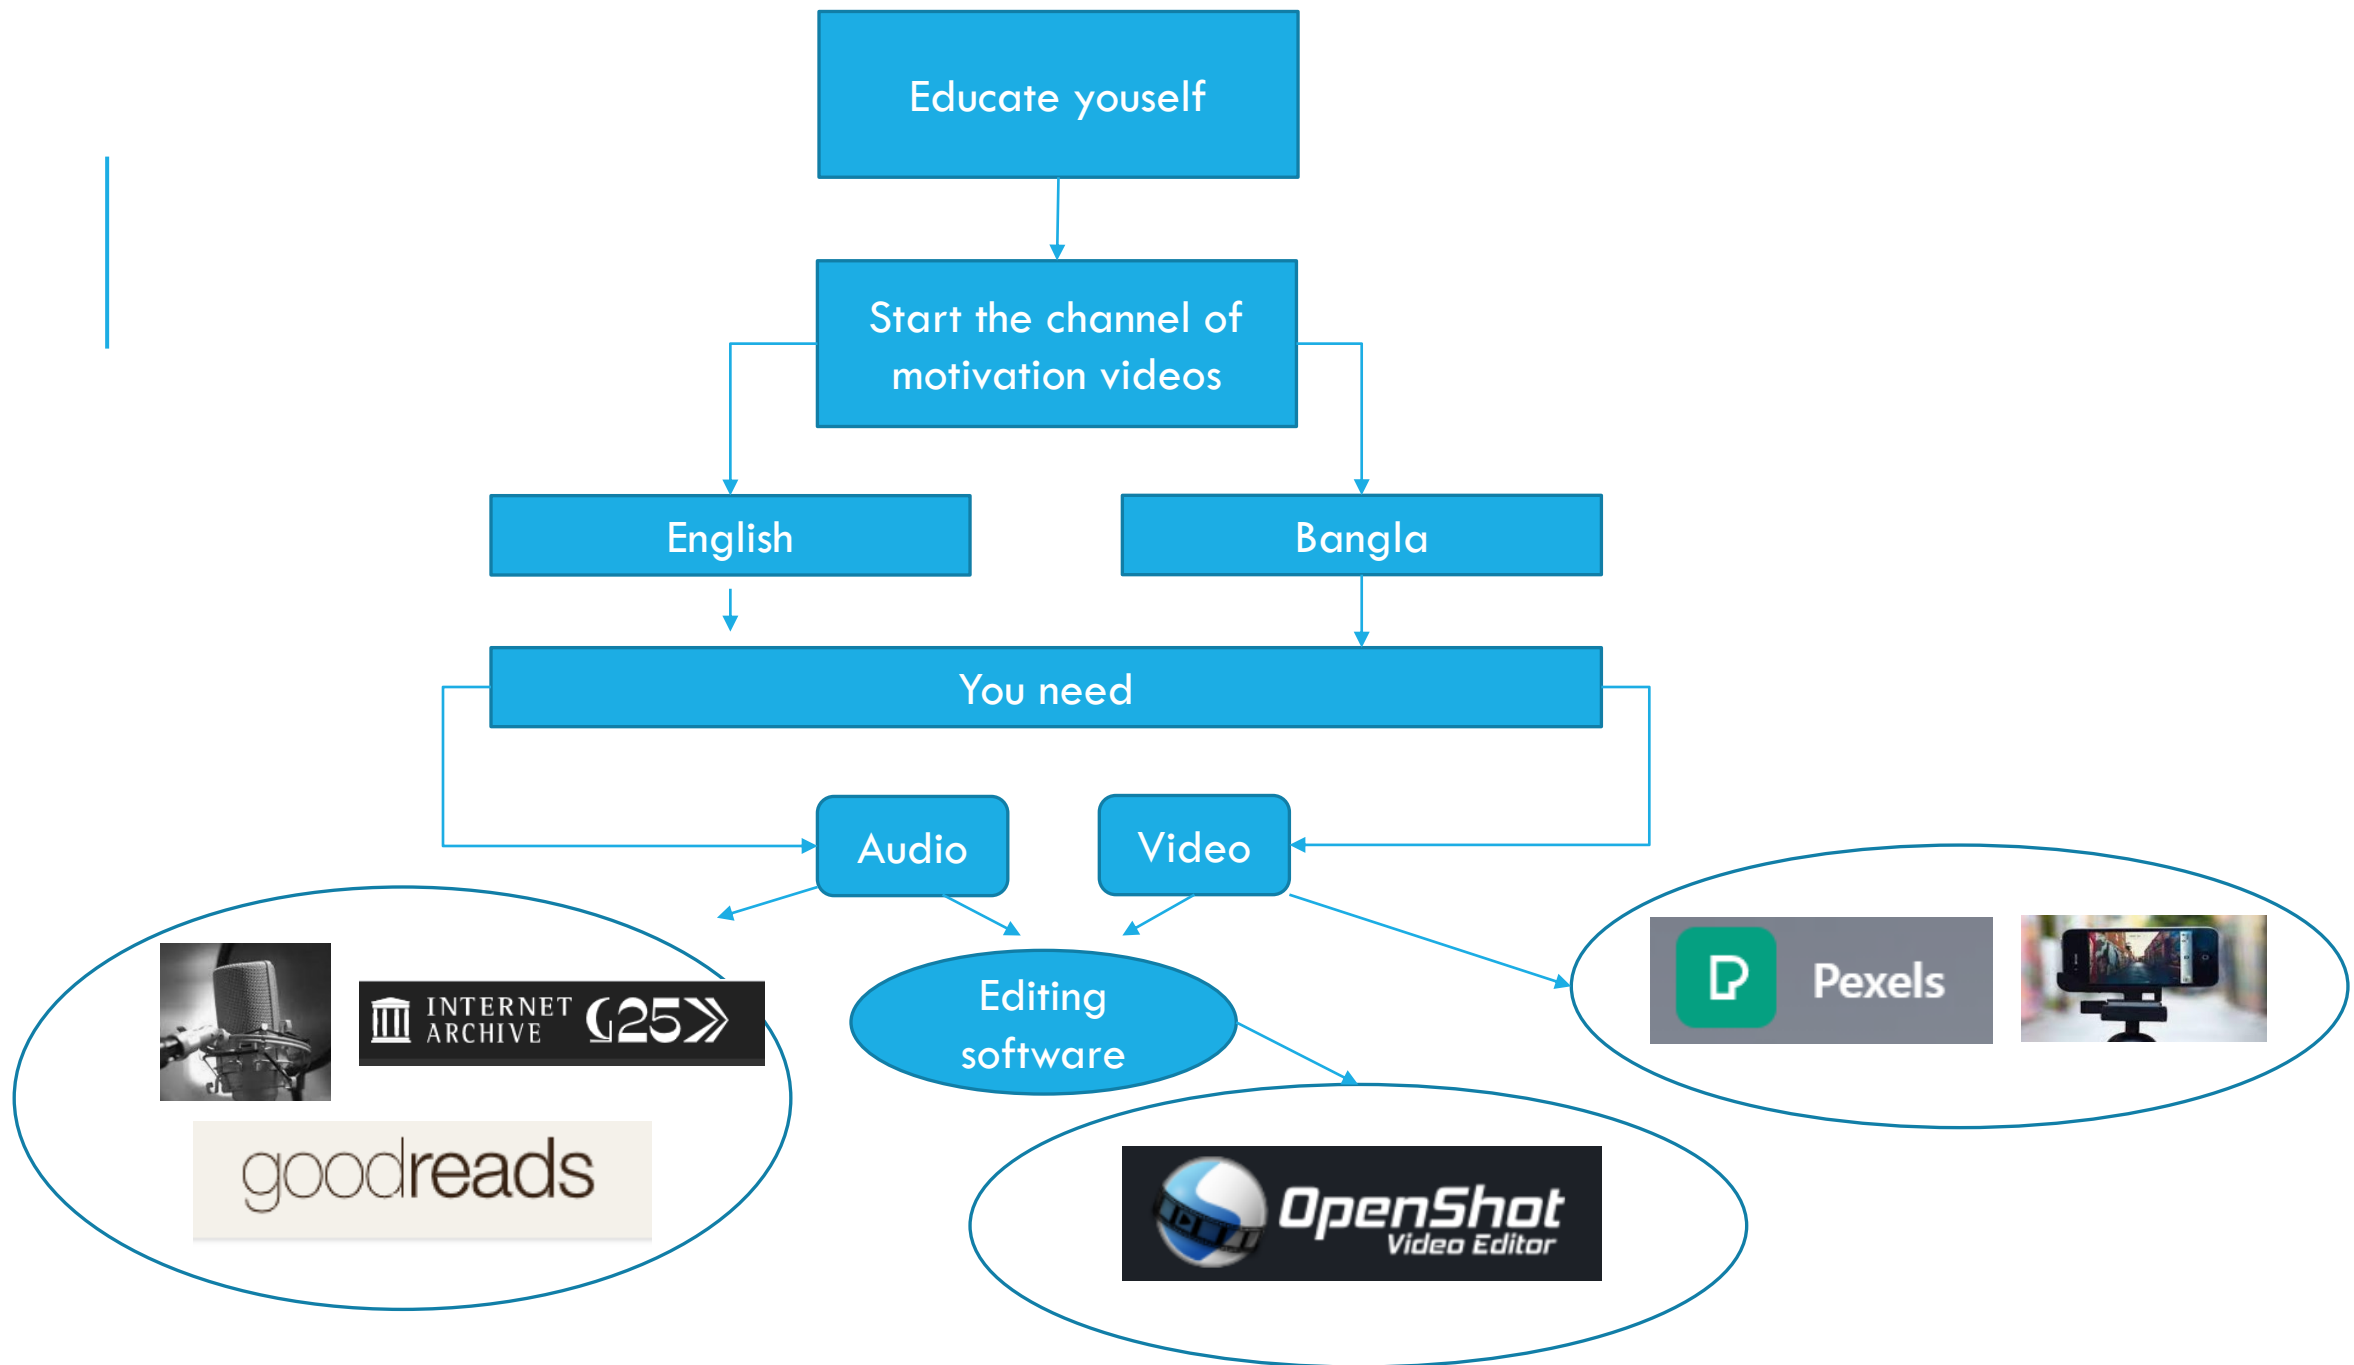 Educate youself
Start the channel of
motivation videos
English
Bangla
You need
Audio
Video
Editing
software
INTERNET
ARCHIVE
25
goodreads
Pexels
OpenShot
Video Editor